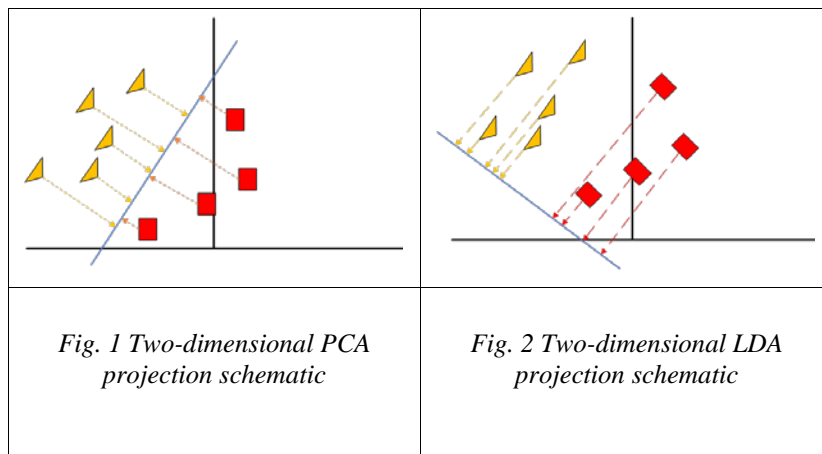 Fig. 1 Two-dimensional PCA
projection schematic
Fig. 2 Two-dimensional LDA
projection schematic